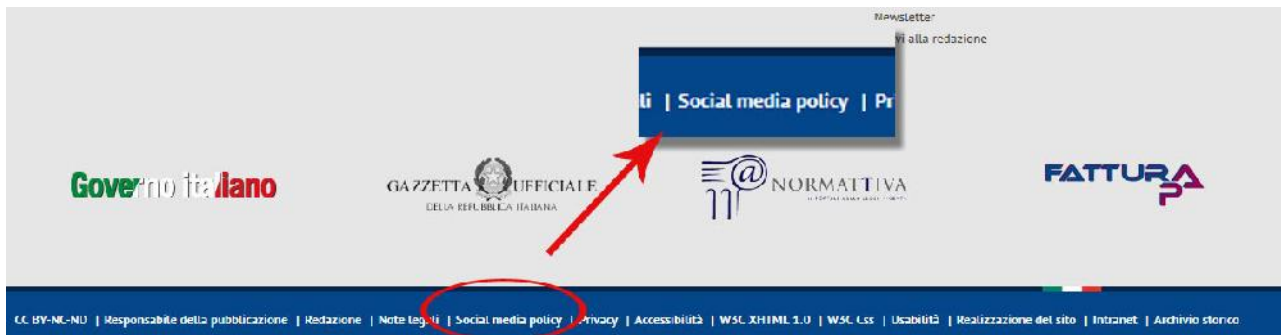 Newsletter
vi alla redazione
li | Social media policy | Pr
Governo italiano
GAZZETTA UFFICIALE
DELLA REPUBBLICA ITALIANA
NORMATTIVA
FATTURA
PA
CC BY-NC-ND | Responsabile della pubblicazione | Redazione | Note legali | Social media policy | Privacy | Accessibilità | W3C XHTML 1.0 | W3C Css | Usabilità | Realizzazione del sito | Intranet | Archivio storico